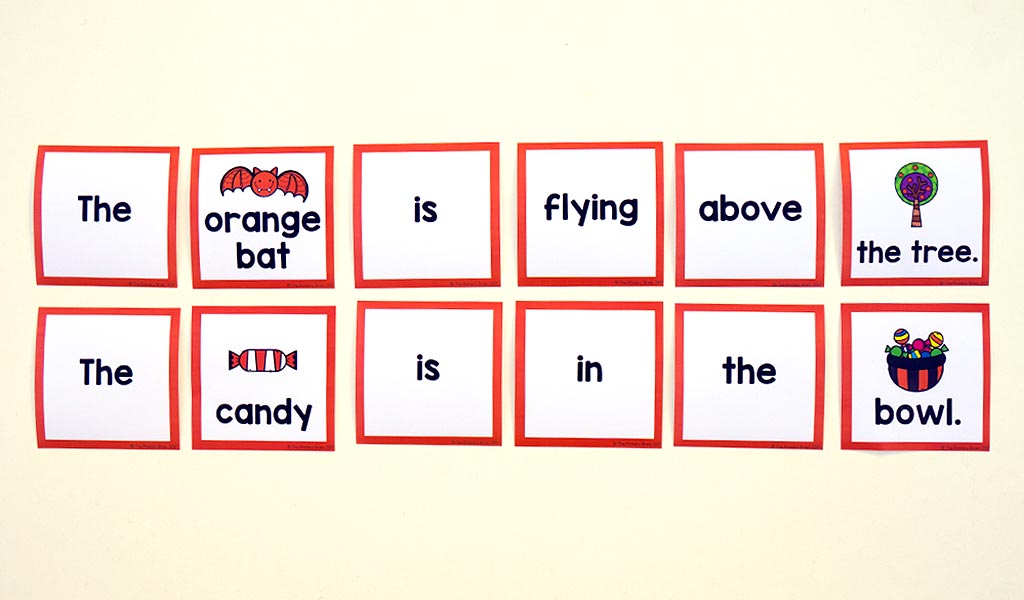 The orange bat is flying above the tree.
The candy is in the bowl.